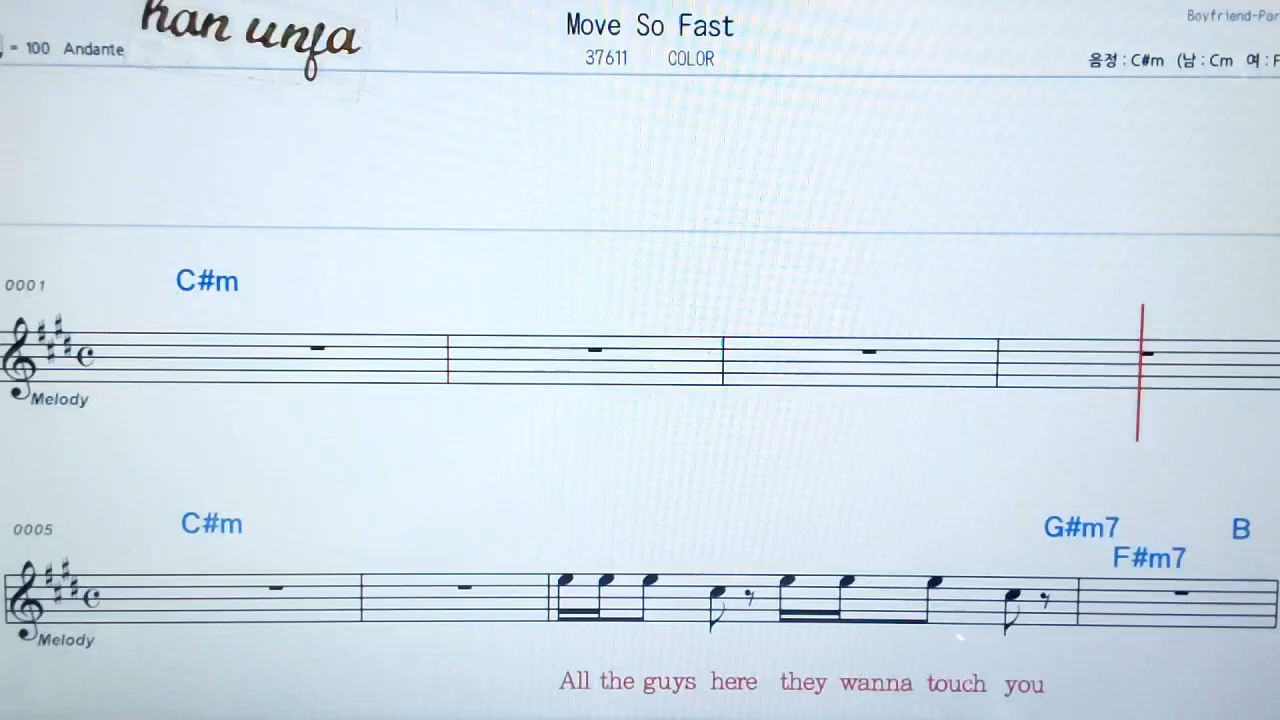 han unfa
Move So Fast
Boyfriend-Par
= 100 Andante
37611 COLOR
음정 : C#m (남 : Cm 여 : F
0001
C#m
Melody
0005
C#m
G#m7
B
F#m7
Melody
All the guys here they wanna touch you